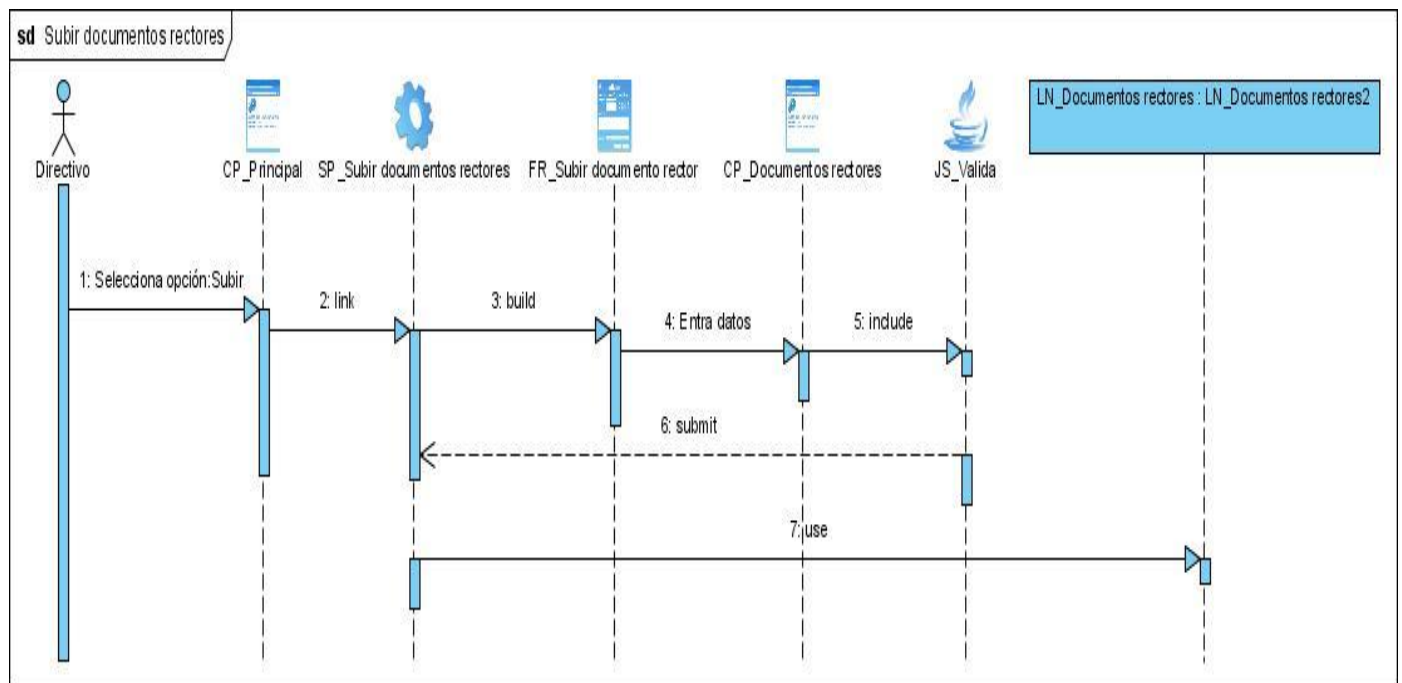 sd Subir documentos rectores
LN_Documentos rectores : LN_Documentos rectores2
Directivo
CP_Principal
SP_Subir documentos rectores
FR_Subir documento rector
CP_Documentos rectores
JS_Valida
1: Selecciona opción:Subir
2: link
3: build
4: Entra datos
5: include
6: submit
7: use